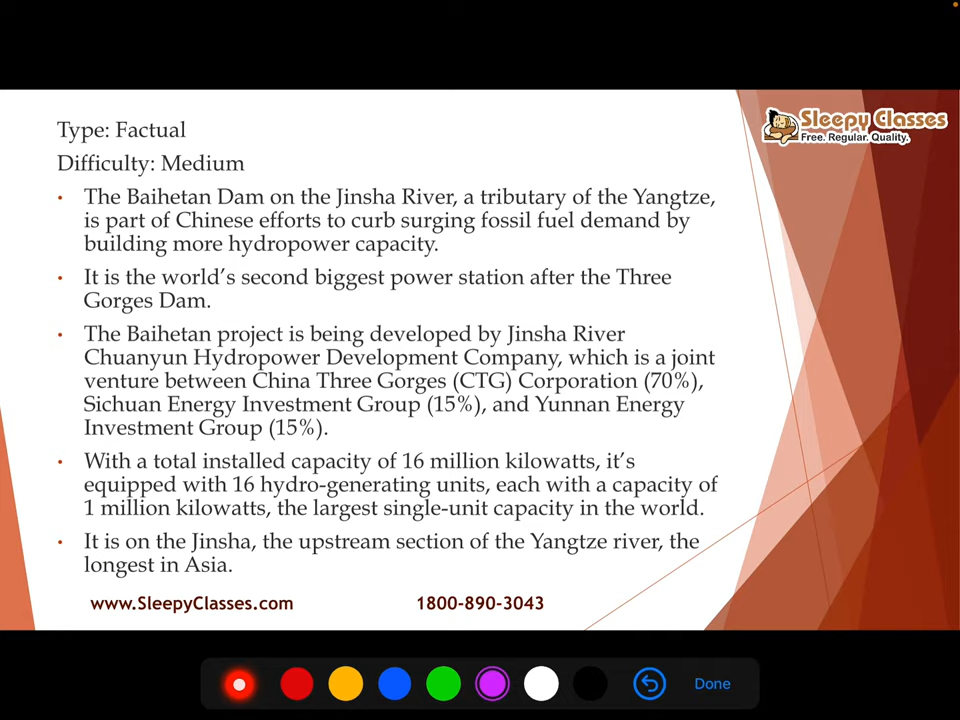 Type: Factual
Sleepy Classes
Free. Regular. Quality.
Difficulty: Medium
• The Baihetan Dam on the Jinsha River, a tributary of the Yangtze,
is part of Chinese efforts to curb surging fossil fuel demand by
building more hydropower capacity.
• It is the world's second biggest power station after the Three
Gorges Dam.
• The Baihetan project is being developed by Jinsha River
Chuanyun Hydropower Development Company, which is a joint
venture between China Three Gorges (CTG) Corporation (70%),
Sichuan Energy Investment Group (15%), and Yunnan Energy
Investment Group (15%).
• With a total installed capacity of 16 million kilowatts, it's
equipped with 16 hydro-generating units, each with a capacity of
1 million kilowatts, the largest single-unit capacity in the world.
• It is on the Jinsha, the upstream section of the Yangtze river, the
longest in Asia.
www.SleepyClasses.com 1800-890-3043
Done